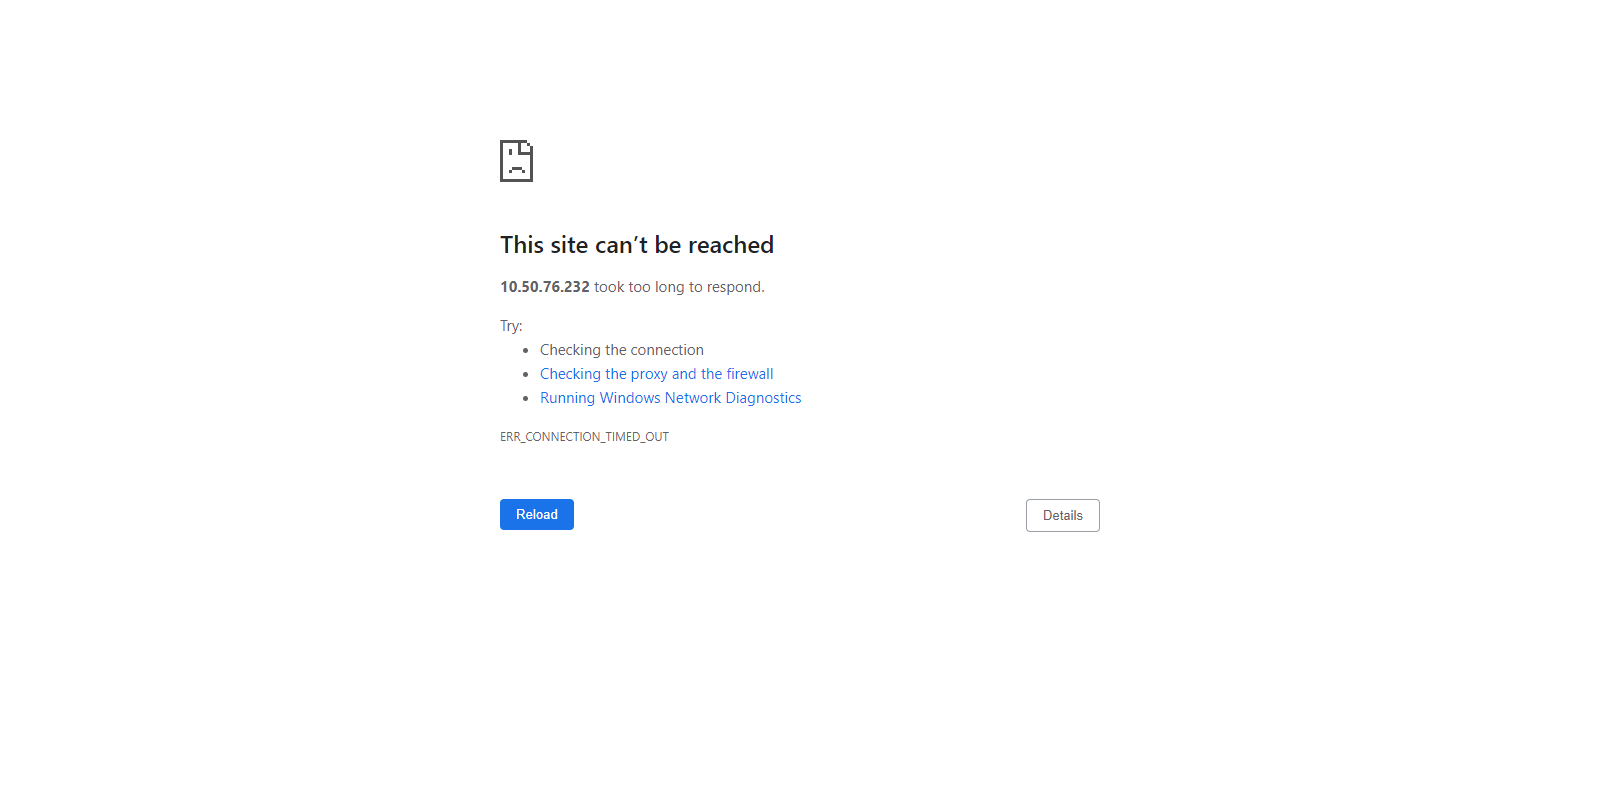 This site can’t be reached
10.50.76.232 took too long to respond.
Try:
Checking the connection
Checking the proxy and the firewall
Running Windows Network Diagnostics
ERR_CONNECTION_TIMED_OUT
Reload
Details